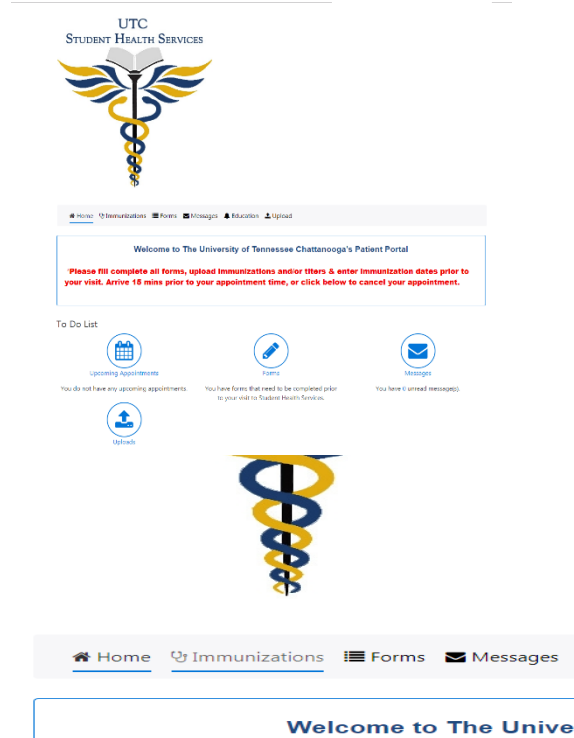 UTC
STUDENT HEALTH SERVICES
Home Immunizations Forms Messages Education Upload
Welcome to The University of Tennessee Chattanooga's Patient Portal
*Please fill complete all forms, upload Immunizations and/or titers & enter Immunization dates prior to
your visit. Arrive 15 mins prior to your appointment time, or click below to cancel your appointment.
To Do List
Upcoming Appointments
Forms
Messages
You do not have any upcoming appointments.
You have forms that need to be completed prior
to your visit to Student Health Services.
You have 0 unread message(s).
Uploads
Home Immunizations Forms Messages
Welcome to The Unive